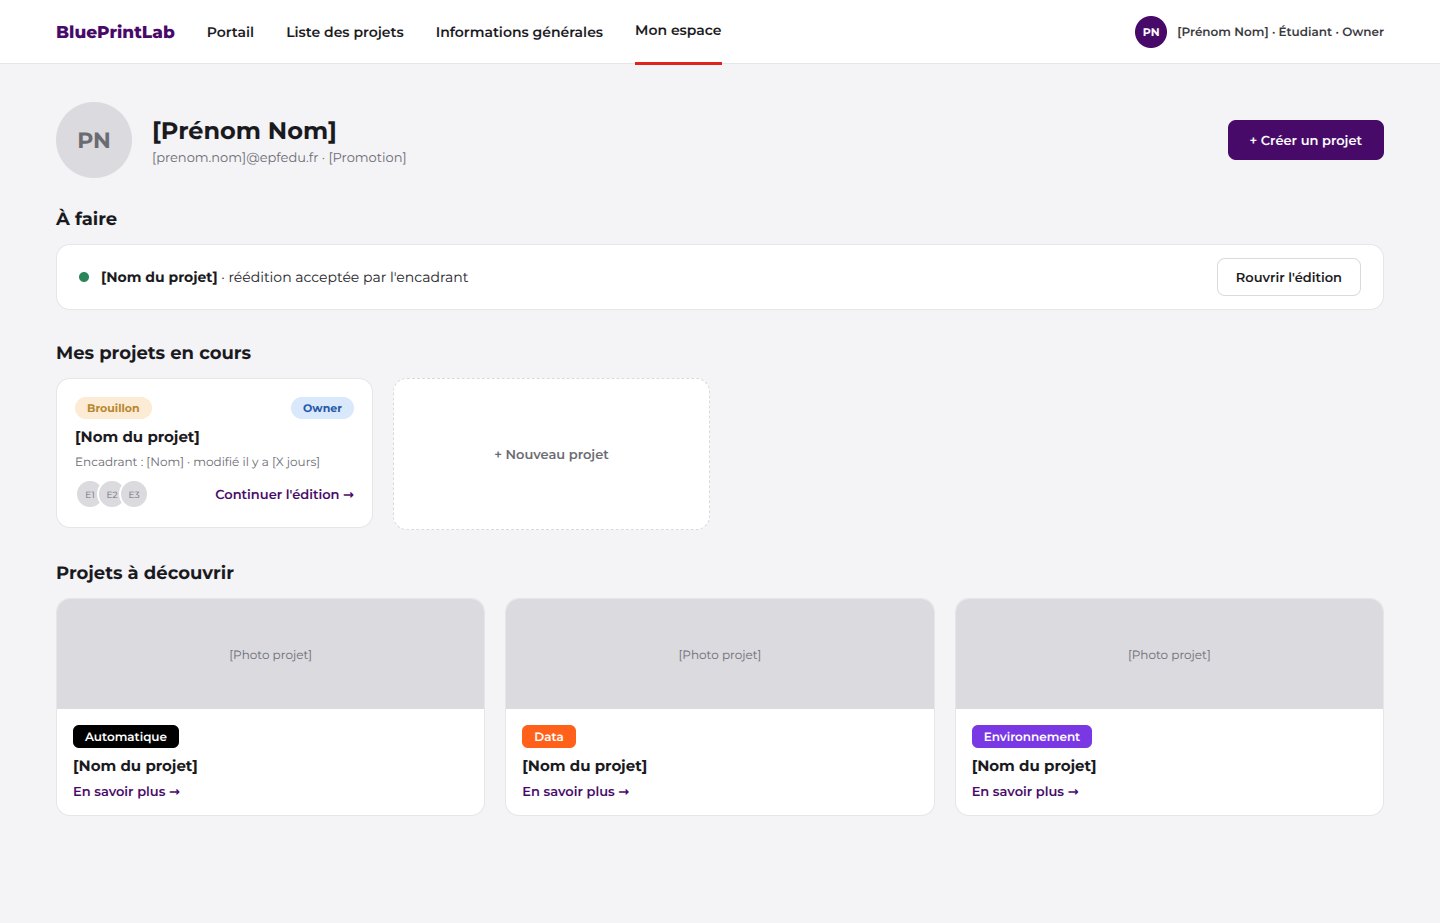 BluePrintLab Portail Liste des projets Informations générales Mon espace PN [Prénom Nom] · Étudiant · Owner
PN
[Prénom Nom]
[prenom.nom]@epfedu.fr · [Promotion]
+ Créer un projet
À faire
[Nom du projet] · réédition acceptée par l'encadrant
Rouvrir l'édition
Mes projets en cours
Brouillon Owner
[Nom du projet]
Encadrant : [Nom] · modifié il y a [X jours]
E1 E2 E3 Continuer l'édition →
+ Nouveau projet
Projets à découvrir
[Photo projet]
Automatique
[Nom du projet]
En savoir plus →
[Photo projet]
Data
[Nom du projet]
En savoir plus →
[Photo projet]
Environnement
[Nom du projet]
En savoir plus →